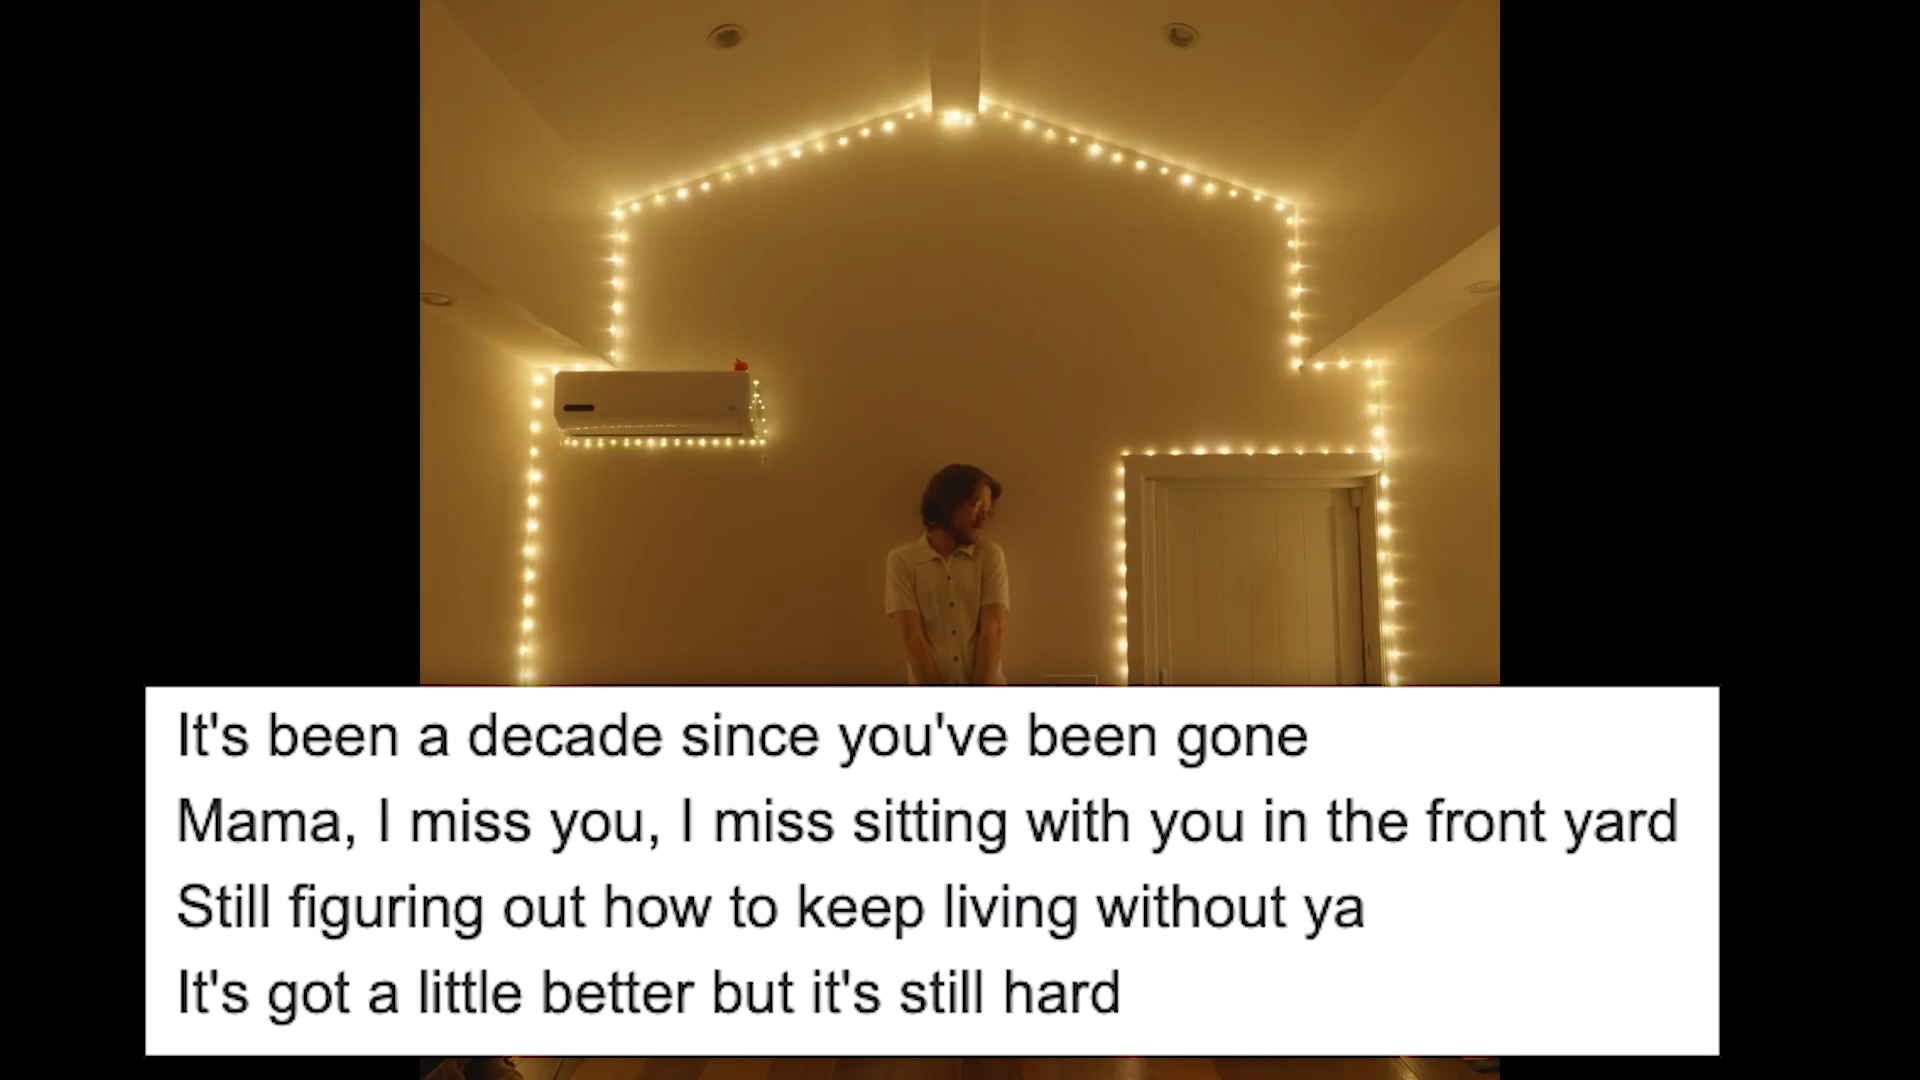 It's been a decade since you've been gone
Mama, I miss you, I miss sitting with you in the front yard
Still figuring out how to keep living without ya
It's got a little better but it's still hard